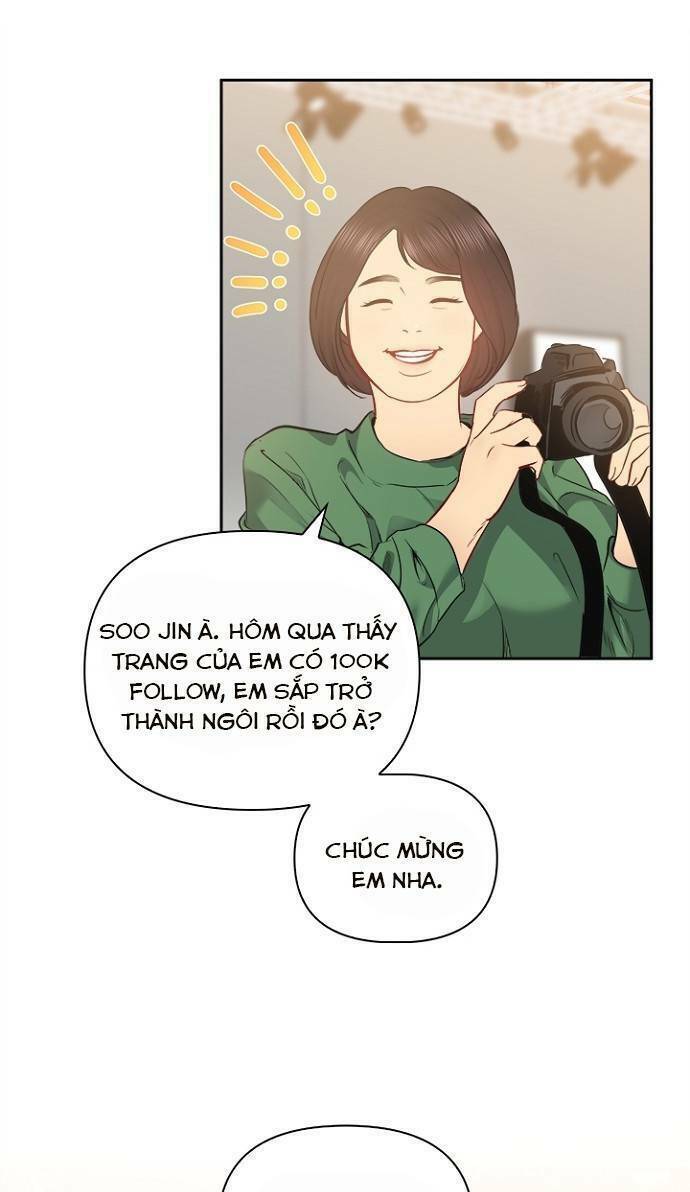 SOO JIN À. HÔM QUA THẤY
TRANG CỦA EM CÓ 100K
FOLLOW, EM SẮP TRỞ
THÀNH NGÔI RỒI ĐÓ À?
CHÚC MỪNG
EM NHA.